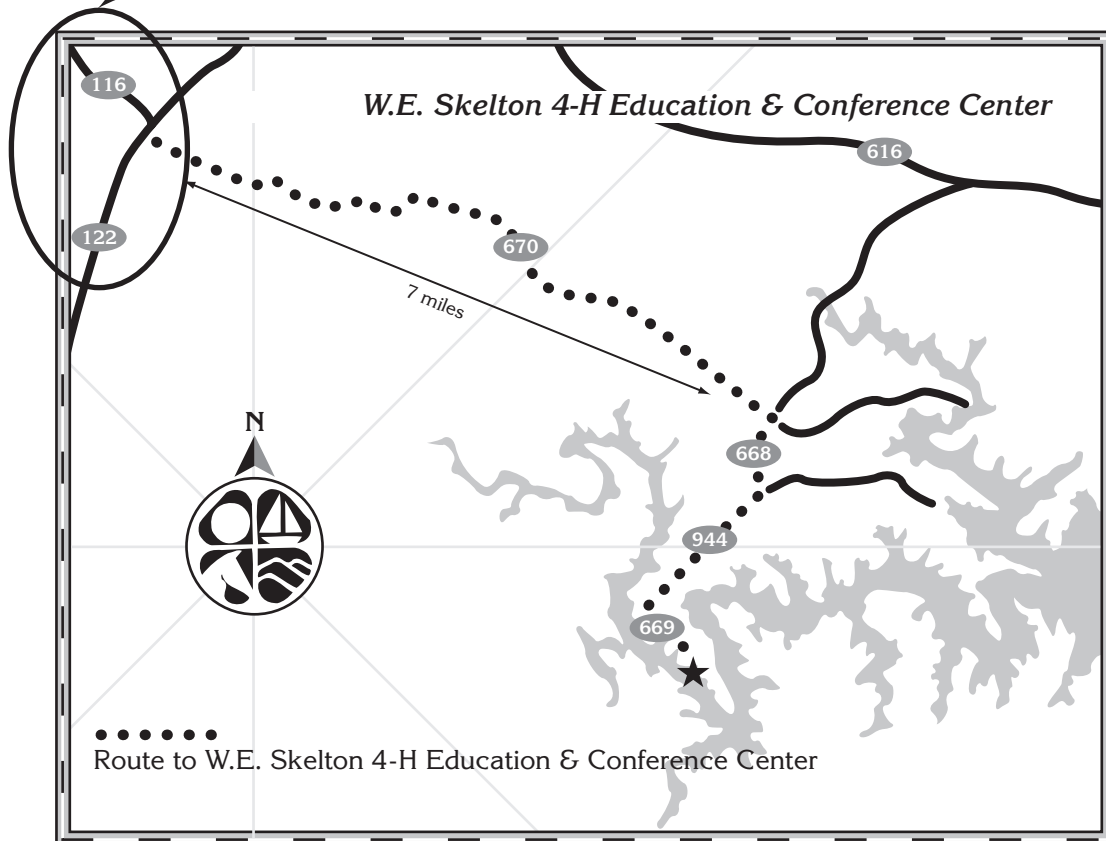 116
W.E. Skelton 4-H Education & Conference Center
616
122
670
7 miles
N
668
944
669
Route to W.E. Skelton 4-H Education & Conference Center